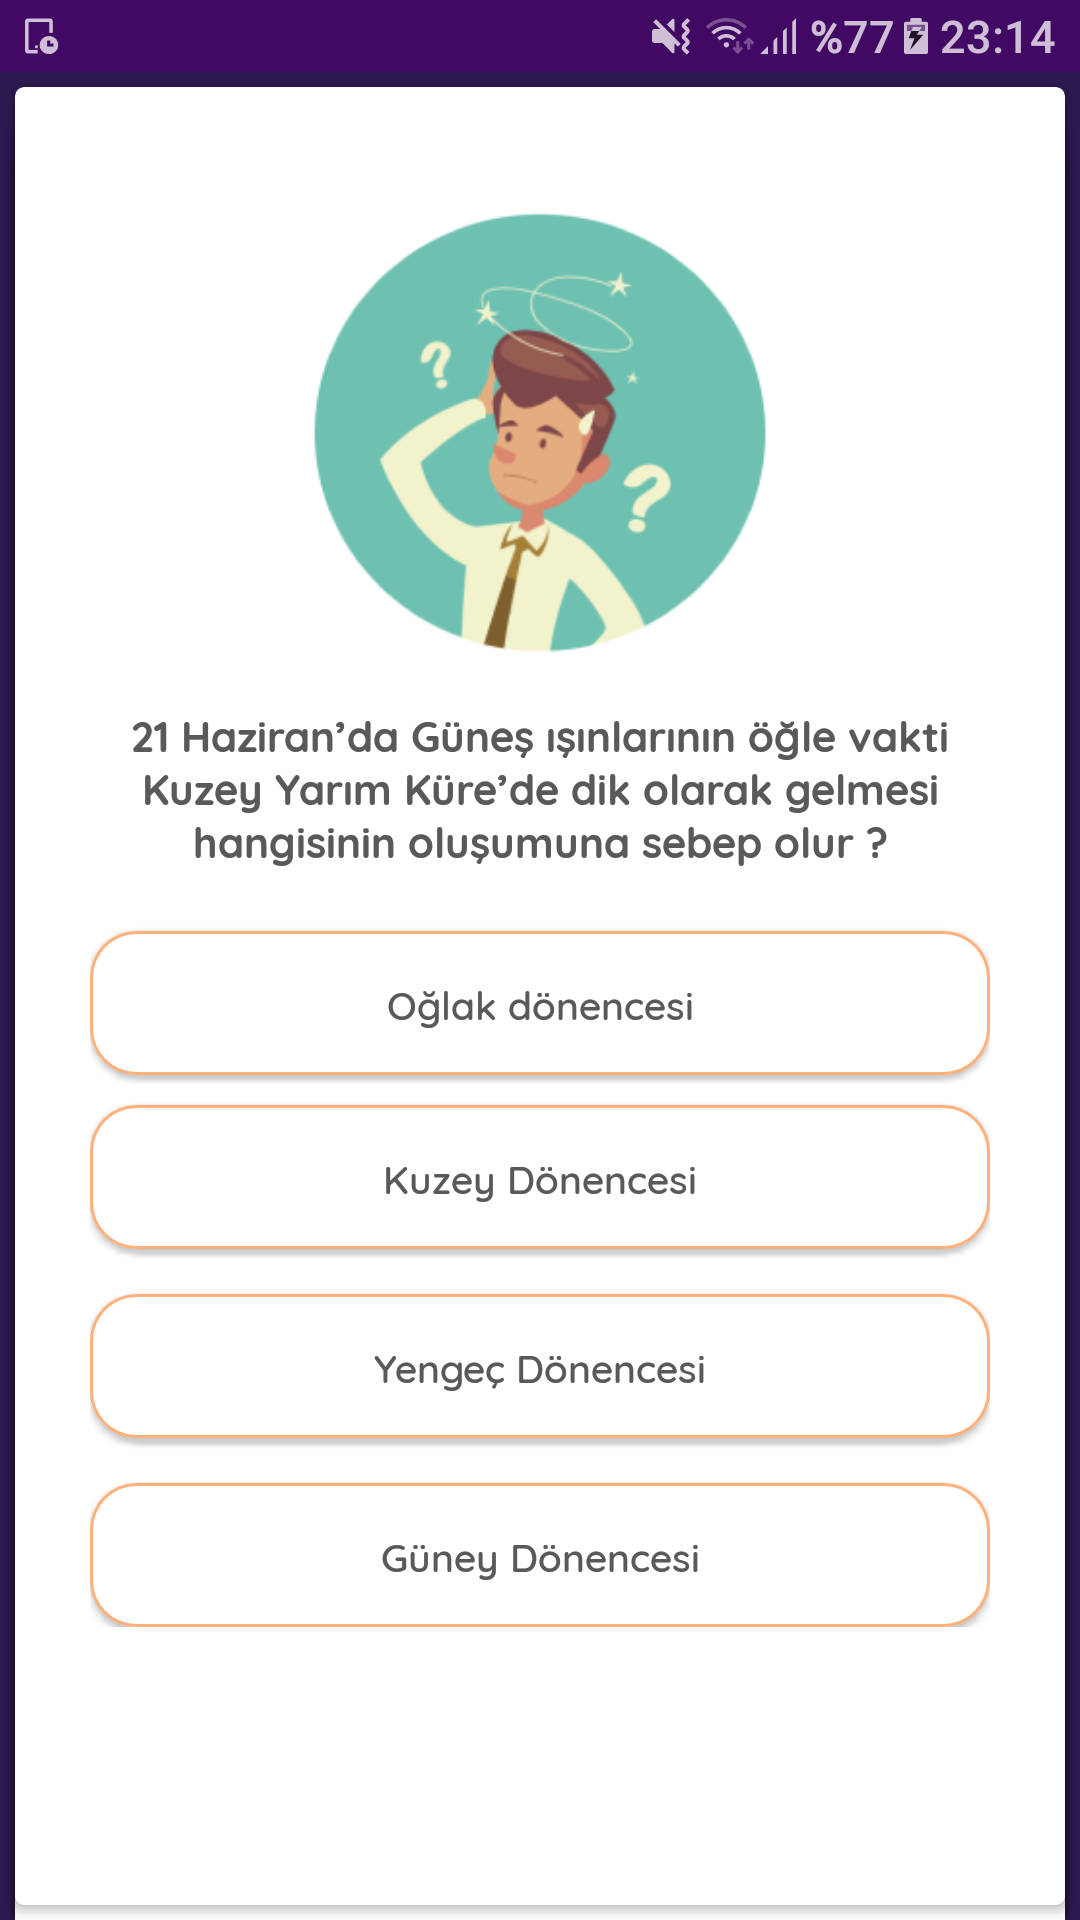 %77 23:14
21 Haziran’da Güneş ışınlarının öğle vakti
Kuzey Yarım Küre’de dik olarak gelmesi
hangisinin oluşumuna sebep olur ?
Oğlak dönencesi
Kuzey Dönencesi
Yengeç Dönencesi
Güney Dönencesi